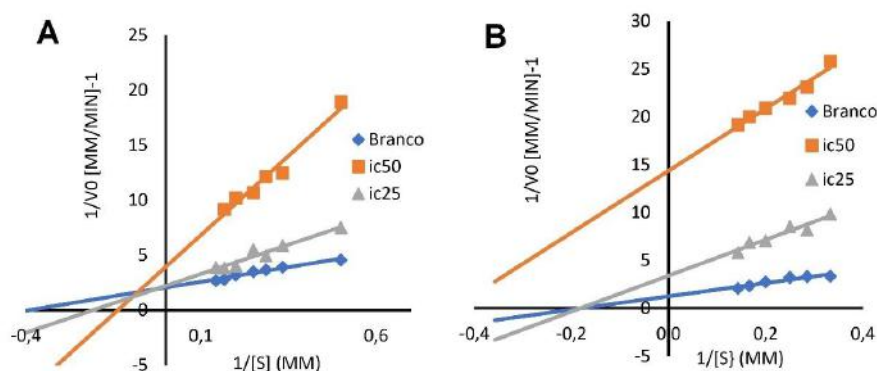 A
25
20
15
10
5
0
-5
-0,4
0,1
0,6
1/V0 [MM/MIN]-1
1/[S] (MM)
Branco
ic50
ic25
B
30
25
20
15
10
5
0
-5
-0,4
-0,2
0,0
0,2
0,4
1/V0 [MM/MIN]-1
1/[S} (MM)
Branco
ic50
ic25